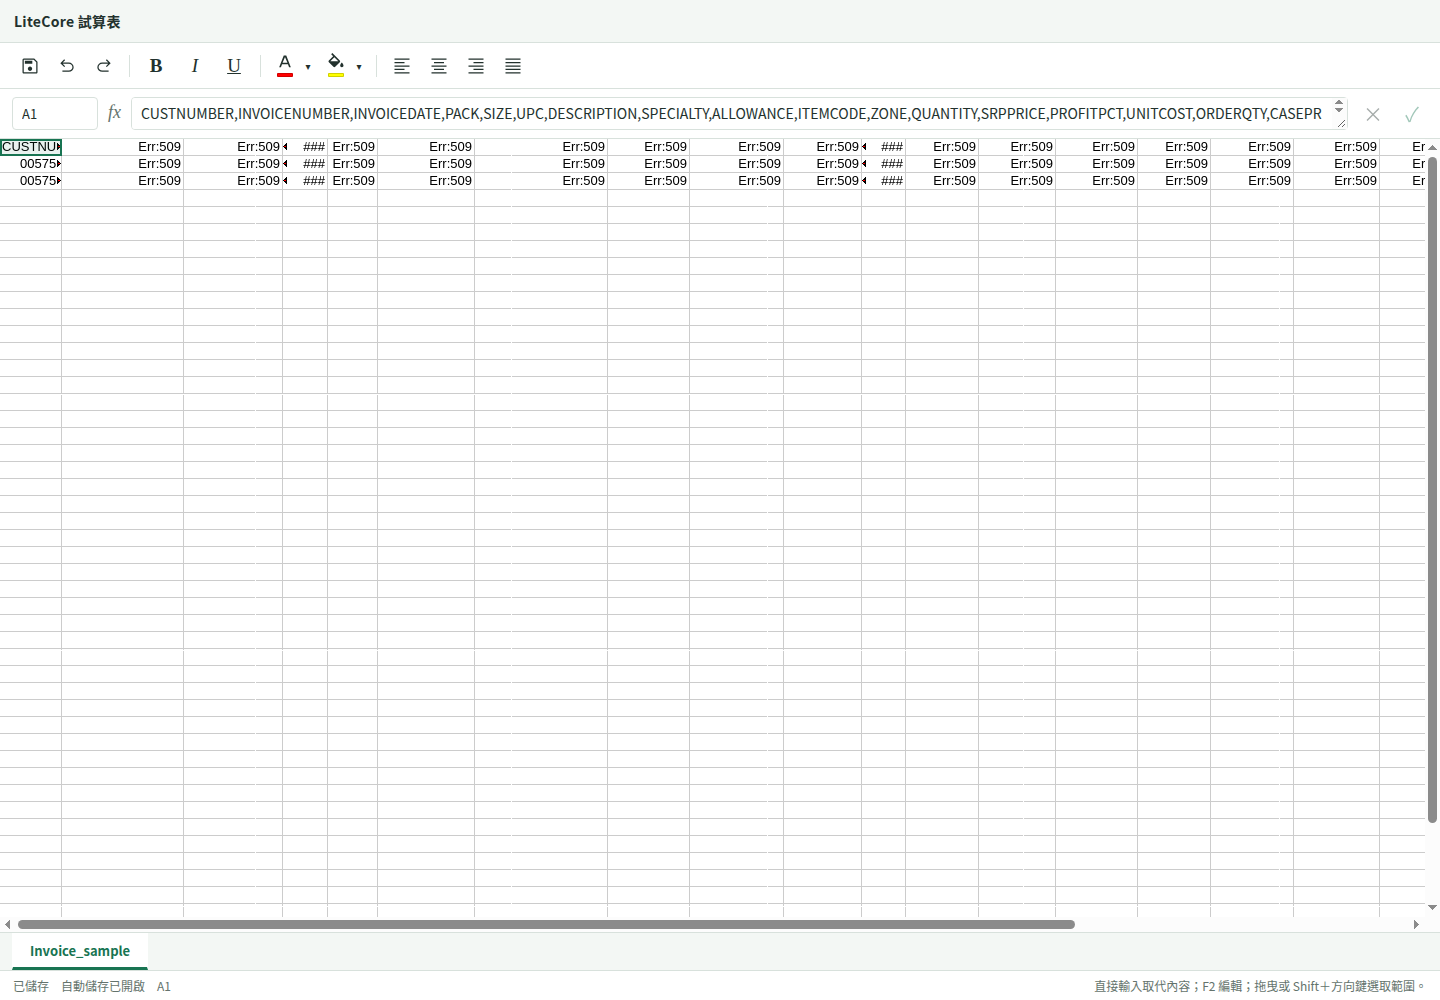 LiteCore 試算表
B I U A
A1 fx CUSTNUMBER,INVOICENUMBER,INVOICEDATE,PACK,SIZE,UPC,DESCRIPTION,SPECIALTY,ALLOWANCE,ITEMCODE,ZONE,QUANTITY,SRPPRICE,PROFITPCT,UNITCOST,ORDERQTY,CASEPR
CUSTNU Err:509 Err:509 ### Err:509 Err:509 Err:509 Err:509 Err:509 Err:509 ### Err:509 Err:509 Err:509 Err:509 Err:509 Err:509 Er
00575 Err:509 Err:509 ### Err:509 Err:509 Err:509 Err:509 Err:509 Err:509 ### Err:509 Err:509 Err:509 Err:509 Err:509 Err:509 Er
00575 Err:509 Err:509 ### Err:509 Err:509 Err:509 Err:509 Err:509 Err:509 ### Err:509 Err:509 Err:509 Err:509 Err:509 Err:509 Er
Invoice_sample
已儲存 自動儲存已開啟 A1 直接輸入取代內容；F2 編輯；拖曳或 Shift＋方向鍵選取範圍。